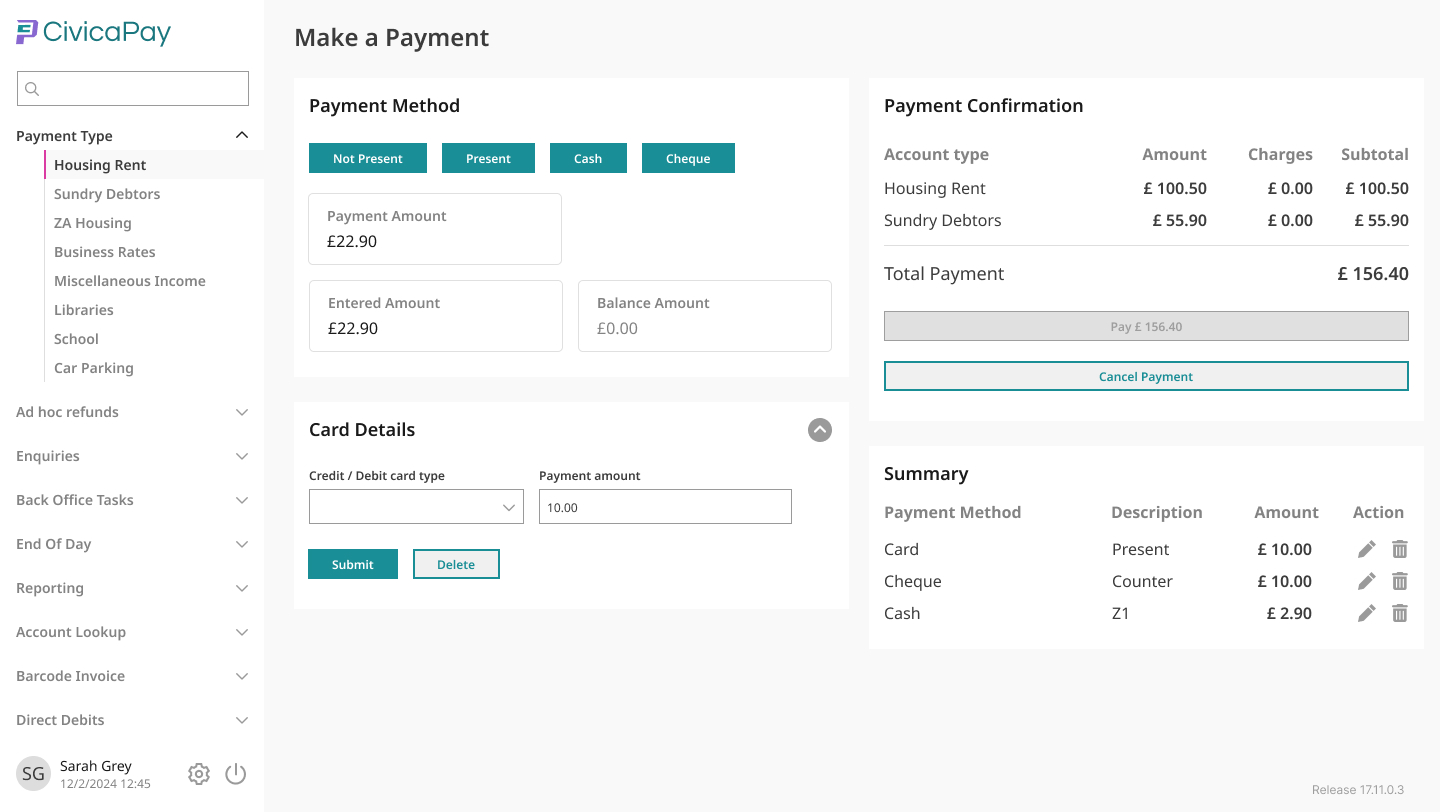 CivicaPay
Payment Type
Housing Rent
Sundry Debtors
ZA Housing
Business Rates
Miscellaneous Income
Libraries
School
Car Parking
Ad hoc refunds
Enquiries
Back Office Tasks
End Of Day
Reporting
Account Lookup
Barcode Invoice
Direct Debits
SG
Sarah Grey
12/2/2024 12:45
Make a Payment
Payment Method
Not Present Present Cash Cheque
Payment Amount
£22.90
Entered Amount Balance Amount
£22.90 £0.00
Card Details
Credit / Debit card type Payment amount
10.00
Submit Delete
Payment Confirmation
Account type Amount Charges Subtotal
Housing Rent £ 100.50 £ 0.00 £ 100.50
Sundry Debtors £ 55.90 £ 0.00 £ 55.90
Total Payment £ 156.40
Pay £ 156.40
Cancel Payment
Summary
Payment Method Description Amount Action
Card Present £ 10.00
Cheque Counter £ 10.00
Cash Z1 £ 2.90
Release 17.11.0.3